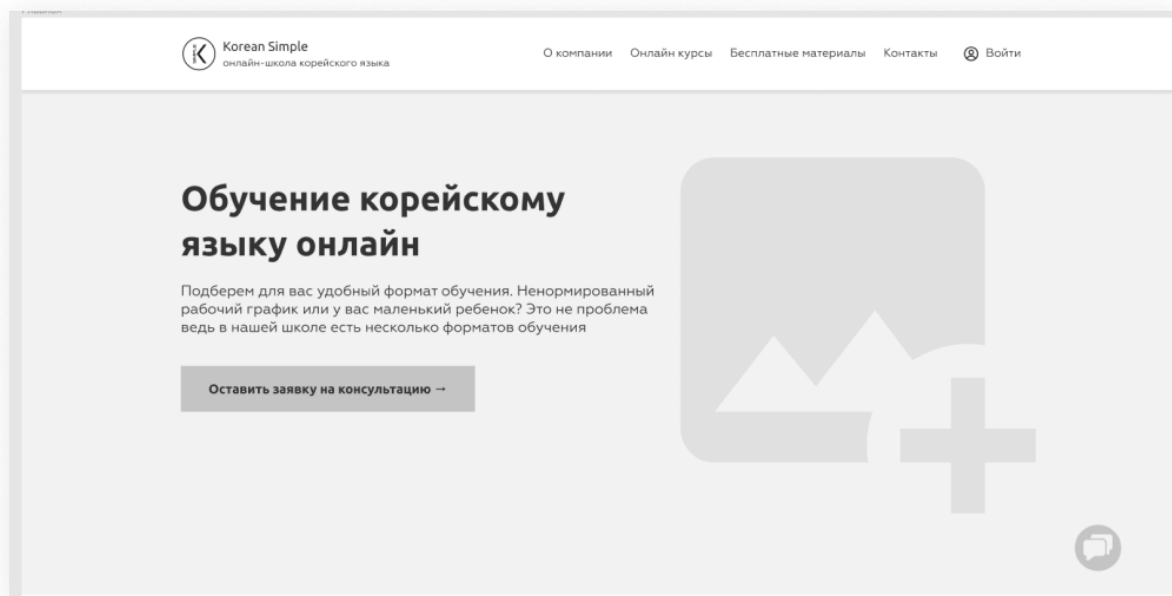 Korean Simple
онлайн-школа корейского языка
О компании Онлайн курсы Бесплатные материалы Контакты Войти
Обучение корейскому
языку онлайн
Подберем для вас удобный формат обучения. Ненормированный
рабочий график или у вас маленький ребенок? Это не проблема
ведь в нашей школе есть несколько форматов обучения
Оставить заявку на консультацию →